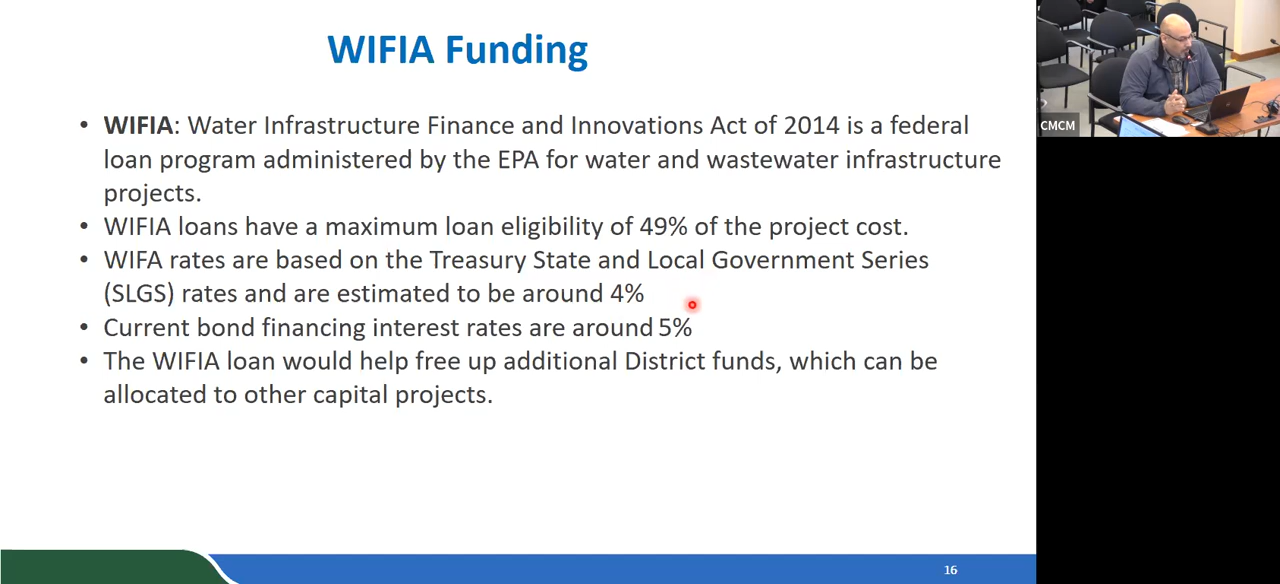 WIFIA Funding
• WIFIA: Water Infrastructure Finance and Innovations Act of 2014 is a federal
loan program administered by the EPA for water and wastewater infrastructure
projects.
• WIFIA loans have a maximum loan eligibility of 49% of the project cost.
• WIFA rates are based on the Treasury State and Local Government Series
(SLGS) rates and are estimated to be around 4%
• Current bond financing interest rates are around 5%
• The WIFIA loan would help free up additional District funds, which can be
allocated to other capital projects.
16
CMCM